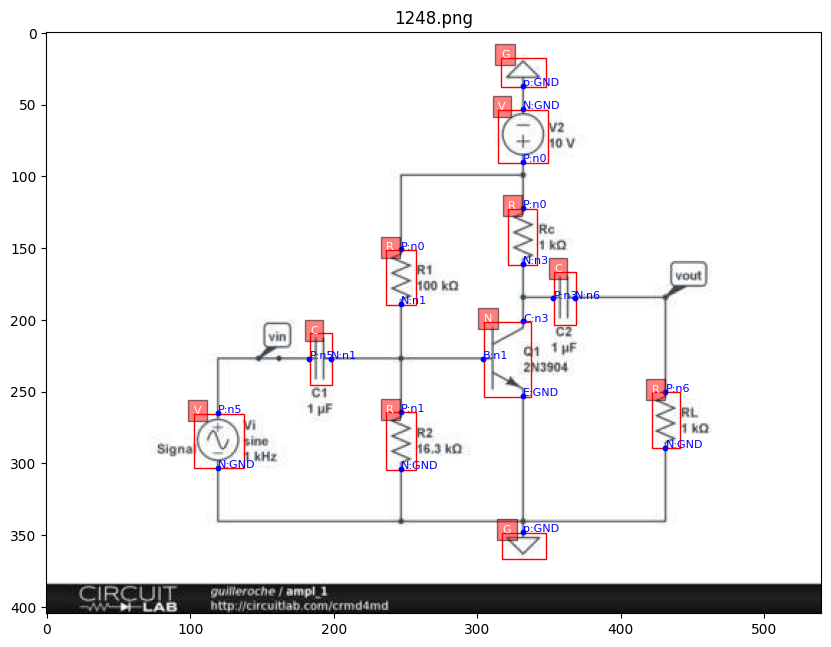 1248.png
G
p:GND
V
N:GND
V2
10 V
P:n0
R
P:n0
Rc
1 kΩ
N:n3
R
P:n0
R1
100 kΩ
N:n1
C
P:n3
N:n6
C2
1 µF
vout
N
C:n3
B:n1
Q1
2N3904
E:GND
vin
C
P:n5
N:n1
C1
1 µF
V
P:n5
Vi
sine
1 kHz
Signal
N:GND
R
P:n1
R2
16.3 kΩ
N:GND
R
P:n6
RL
1 kΩ
N:GND
G
p:GND
CIRCUIT
LAB
guilleroche / ampl_1
http://circuitlab.com/crmd4md
0
50
100
150
200
250
300
350
400
0
100
200
300
400
500